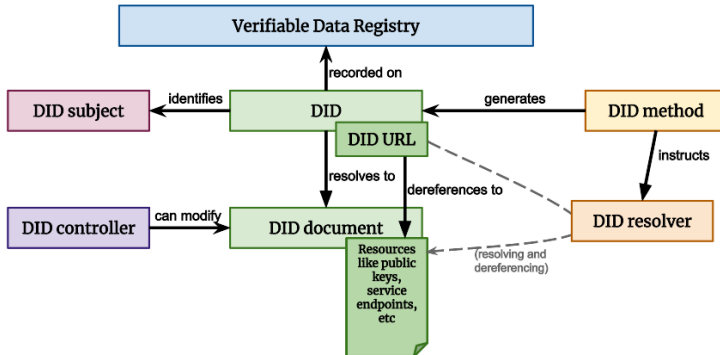 Verifiable Data Registry
recorded on
DID subject
identifies
DID
generates
DID method
DID URL
resolves to
dereferences to
instructs
DID controller
can modify
DID document
DID resolver
Resources
like public
keys,
service
endpoints,
etc
(resolving and
dereferencing)